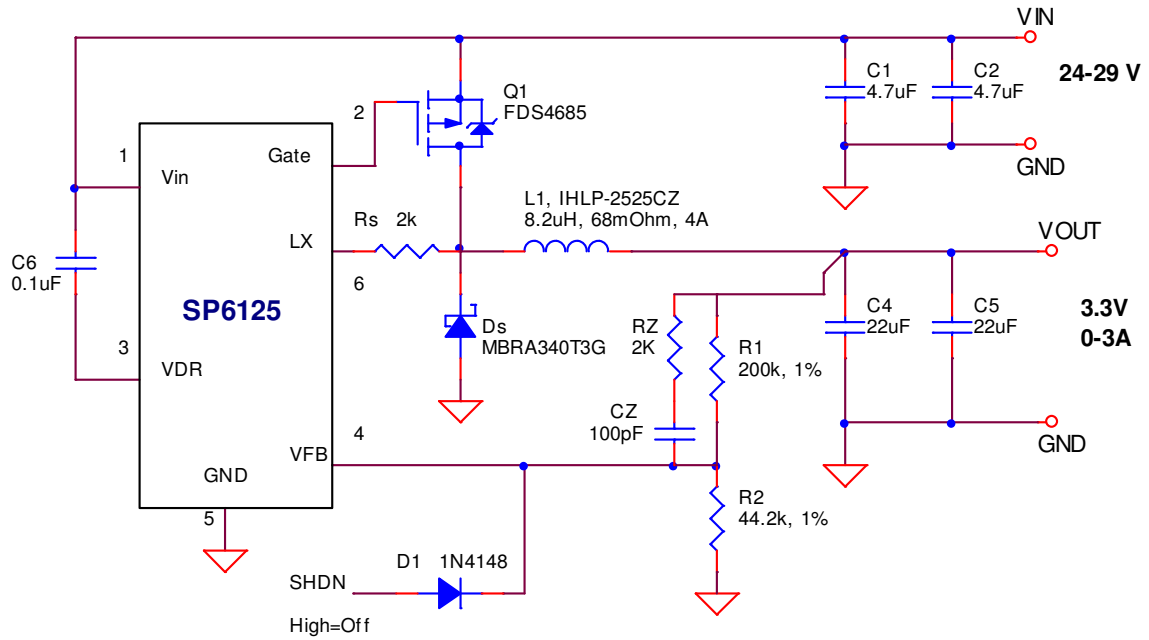 VIN
24-29 V
C1
4.7uF
C2
4.7uF
GND
Q1
FDS4685
2
Gate
1
Vin
L1, IHLP-2525CZ
8.2uH, 68mOhm, 4A
Rs 2k
LX
6
VOUT
C6
0.1uF
SP6125
Ds
MBRA340T3G
RZ
2K
R1
200k, 1%
C4
22uF
C5
22uF
3.3V
0-3A
3
VDR
CZ
100pF
4
VFB
GND
GND
5
R2
44.2k, 1%
D1 1N4148
SHDN
High=Off